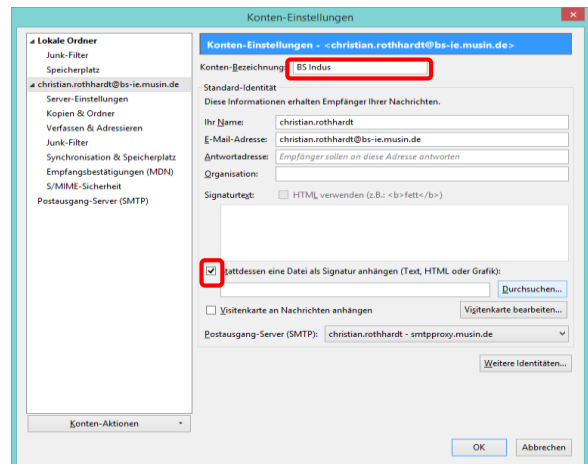 Konten-Einstellungen
Lokale Ordner
Junk-Filter
Speicherplatz
christian.rothhardt@bs-ie.musin.de
Server-Einstellungen
Kopien & Ordner
Verfassen & Adressieren
Junk-Filter
Synchronisation & Speicherplatz
Empfangsbestätigungen (MDN)
S/MIME-Sicherheit
Postausgang-Server (SMTP)
Konten-Aktionen
Konten-Einstellungen - <christian.rothhardt@bs-ie.musin.de>
Konten-Bezeichnung: BS Indus
Standard-Identität
Diese Informationen erhalten Empfänger Ihrer Nachrichten.
Ihr Name: christian.rothhardt
E-Mail-Adresse: christian.rothhardt@bs-ie.musin.de
Antwortadresse: Empfänger sollen an diese Adresse antworten
Organisation:
Signaturtext: HTML verwenden (z.B.: <b>fett</b>)
Stattdessen eine Datei als Signatur anhängen (Text, HTML oder Grafik):
Durchsuchen...
Visitenkarte an Nachrichten anhängen Visitenkarte bearbeiten...
Postausgang-Server (SMTP): christian.rothhardt - smtpproxy.musin.de
Weitere Identitäten...
OK Abbrechen